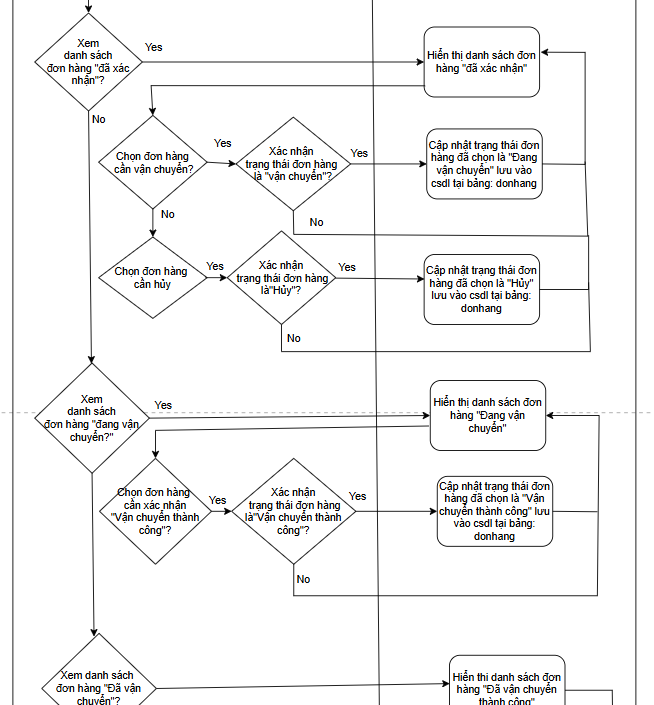 Xem
danh sách
đơn hàng "đã xác
nhận"?
Yes
Hiển thị danh sách đơn
hàng "đã xác nhận"
No
Chọn đơn hàng
cần vận chuyển?
Yes
Xác nhận
trạng thái đơn hàng
là "vận chuyển"?
Yes
Cập nhật trạng thái đơn
hàng đã chọn là "Đang
vận chuyển" lưu vào
csdl tại bảng: donhang
No
No
Chọn đơn hàng
cần hủy
Yes
Xác nhận
trạng thái đơn hàng
là"Hủy"?
Yes
Cập nhật trạng thái đơn
hàng đã chọn là "Hủy"
lưu vào csdl tại bảng:
donhang
No
Xem
danh sách
đơn hàng "đang vận
chuyển?"
Yes
Hiển thị danh sách đơn
hàng "Đang vận
chuyển"
Chọn đơn hàng
cần xác nhận
"Vận chuyển thành
công"?
Yes
Xác nhận
trạng thái đơn hàng
là"Vận chuyển thành
công"?
Yes
Cập nhật trạng thái đơn
hàng đã chọn là "Vận
chuyển thành công" lưu
vào csdl tại bảng:
donhang
No
Xem danh sách
đơn hàng "Đã vận
chuyển"?
Hiển thị danh sách đơn
hàng "Đã vận chuyển
thành công"